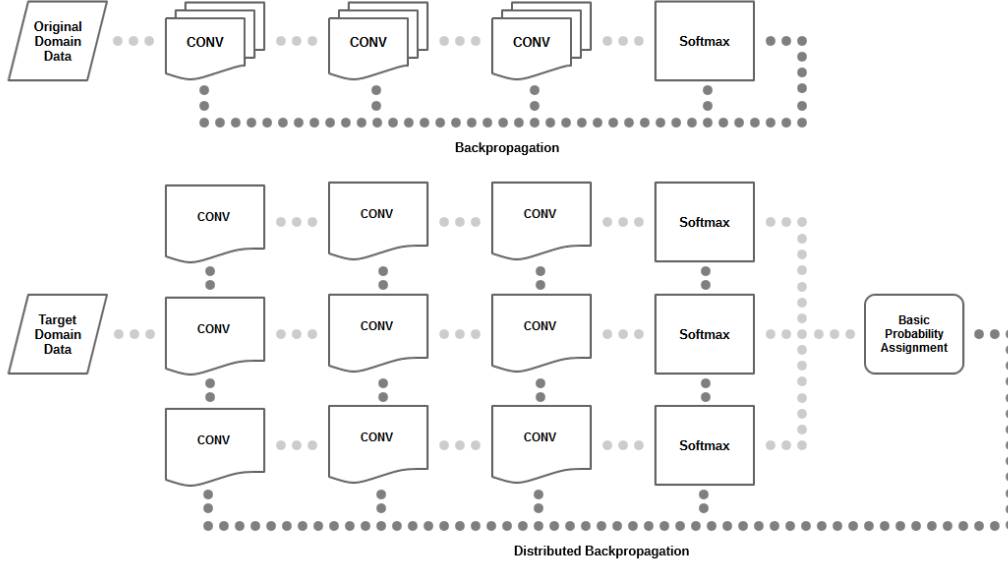 Original
Domain
Data
CONV
CONV
CONV
Softmax
Backpropagation
CONV
CONV
CONV
Softmax
Target
Domain
Data
CONV
CONV
CONV
Softmax
Basic
Probability
Assignment
CONV
CONV
CONV
Softmax
Distributed Backpropagation